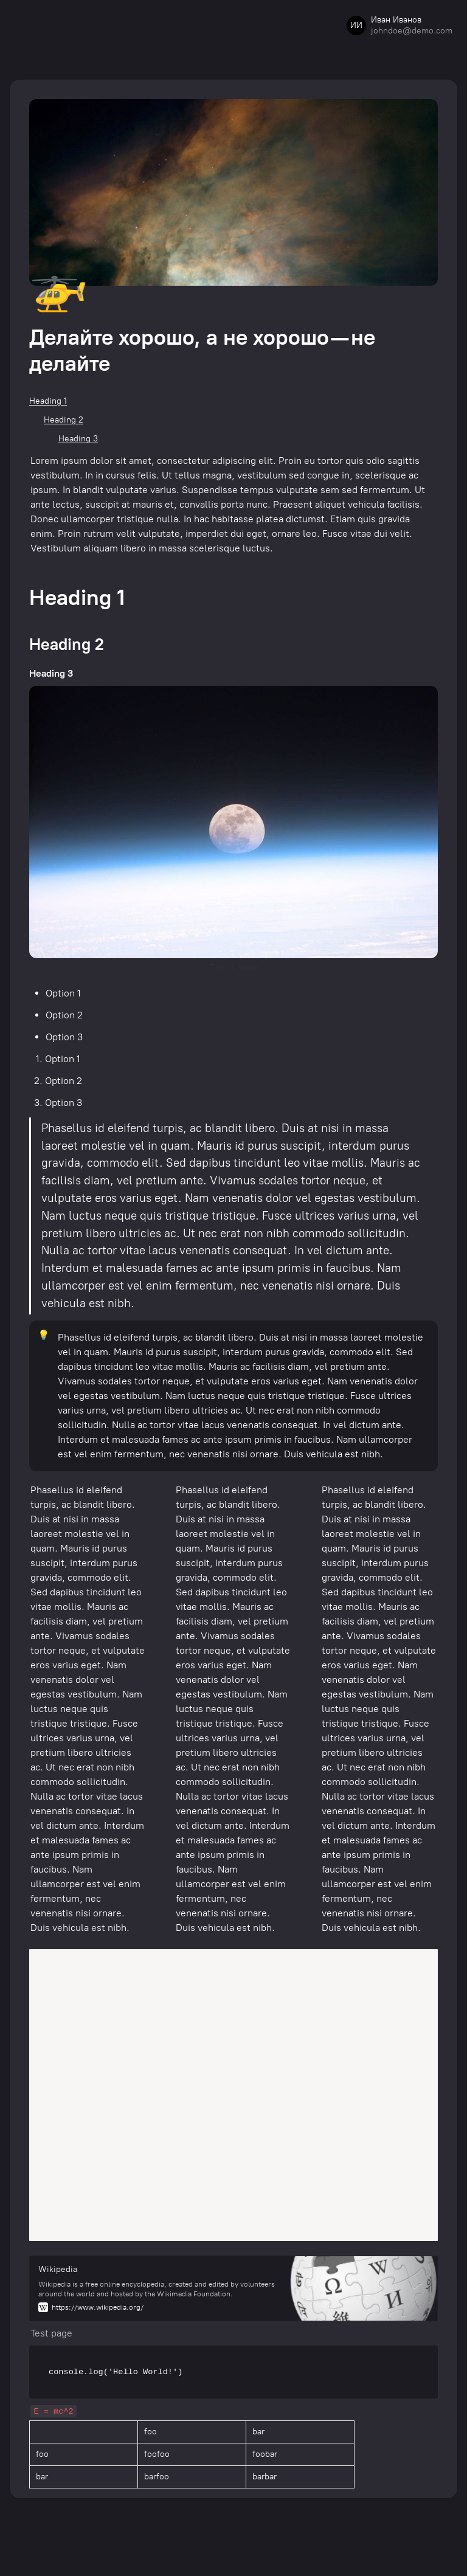 ИИ
Иван Иванов
johndoe@demo.com
Делайте хорошо, а не хорошо—не
делайте
Heading 1
Heading 2
Heading 3
Lorem ipsum dolor sit amet, consectetur adipiscing elit. Proin eu tortor quis odio sagittis
vestibulum. In in cursus felis. Ut tellus magna, vestibulum sed congue in, scelerisque ac
ipsum. In blandit vulputate varius. Suspendisse tempus vulputate sem sed fermentum. Ut
ante lectus, suscipit at mauris et, convallis porta nunc. Praesent aliquet vehicula facilisis.
Donec ullamcorper tristique nulla. In hac habitasse platea dictumst. Etiam quis gravida
enim. Proin rutrum velit vulputate, imperdiet dui eget, ornare leo. Fusce vitae dui velit.
Vestibulum aliquam libero in massa scelerisque luctus.
Heading 1
Heading 2
Heading 3
• Option 1
• Option 2
• Option 3
1. Option 1
2. Option 2
3. Option 3
Phasellus id eleifend turpis, ac blandit libero. Duis at nisi in massa
laoreet molestie vel in quam. Mauris id purus suscipit, interdum purus
gravida, commodo elit. Sed dapibus tincidunt leo vitae mollis. Mauris ac
facilisis diam, vel pretium ante. Vivamus sodales tortor neque, et
vulputate eros varius eget. Nam venenatis dolor vel egestas vestibulum.
Nam luctus neque quis tristique tristique. Fusce ultrices varius urna, vel
pretium libero ultricies ac. Ut nec erat non nibh commodo sollicitudin.
Nulla ac tortor vitae lacus venenatis consequat. In vel dictum ante.
Interdum et malesuada fames ac ante ipsum primis in faucibus. Nam
ullamcorper est vel enim fermentum, nec venenatis nisi ornare. Duis
vehicula est nibh.
Phasellus id eleifend turpis, ac blandit libero. Duis at nisi in massa laoreet molestie
vel in quam. Mauris id purus suscipit, interdum purus gravida, commodo elit. Sed
dapibus tincidunt leo vitae mollis. Mauris ac facilisis diam, vel pretium ante.
Vivamus sodales tortor neque, et vulputate eros varius eget. Nam venenatis dolor
vel egestas vestibulum. Nam luctus neque quis tristique tristique. Fusce ultrices
varius urna, vel pretium libero ultricies ac. Ut nec erat non nibh commodo
sollicitudin. Nulla ac tortor vitae lacus venenatis consequat. In vel dictum ante.
Interdum et malesuada fames ac ante ipsum primis in faucibus. Nam ullamcorper
est vel enim fermentum, nec venenatis nisi ornare. Duis vehicula est nibh.
Phasellus id eleifend
turpis, ac blandit libero.
Duis at nisi in massa
laoreet molestie vel in
quam. Mauris id purus
suscipit, interdum purus
gravida, commodo elit.
Sed dapibus tincidunt leo
vitae mollis. Mauris ac
facilisis diam, vel pretium
ante. Vivamus sodales
tortor neque, et vulputate
eros varius eget. Nam
venenatis dolor vel
egestas vestibulum. Nam
luctus neque quis
tristique tristique. Fusce
ultrices varius urna, vel
pretium libero ultricies
ac. Ut nec erat non nibh
commodo sollicitudin.
Nulla ac tortor vitae lacus
venenatis consequat. In
vel dictum ante. Interdum
et malesuada fames ac
ante ipsum primis in
faucibus. Nam
ullamcorper est vel enim
fermentum, nec
venenatis nisi ornare.
Duis vehicula est nibh.
Phasellus id eleifend
turpis, ac blandit libero.
Duis at nisi in massa
laoreet molestie vel in
quam. Mauris id purus
suscipit, interdum purus
gravida, commodo elit.
Sed dapibus tincidunt leo
vitae mollis. Mauris ac
facilisis diam, vel pretium
ante. Vivamus sodales
tortor neque, et vulputate
eros varius eget. Nam
venenatis dolor vel
egestas vestibulum. Nam
luctus neque quis
tristique tristique. Fusce
ultrices varius urna, vel
pretium libero ultricies
ac. Ut nec erat non nibh
commodo sollicitudin.
Nulla ac tortor vitae lacus
venenatis consequat. In
vel dictum ante. Interdum
et malesuada fames ac
ante ipsum primis in
faucibus. Nam
ullamcorper est vel enim
fermentum, nec
venenatis nisi ornare.
Duis vehicula est nibh.
Phasellus id eleifend
turpis, ac blandit libero.
Duis at nisi in massa
laoreet molestie vel in
quam. Mauris id purus
suscipit, interdum purus
gravida, commodo elit.
Sed dapibus tincidunt leo
vitae mollis. Mauris ac
facilisis diam, vel pretium
ante. Vivamus sodales
tortor neque, et vulputate
eros varius eget. Nam
venenatis dolor vel
egestas vestibulum. Nam
luctus neque quis
tristique tristique. Fusce
ultrices varius urna, vel
pretium libero ultricies
ac. Ut nec erat non nibh
commodo sollicitudin.
Nulla ac tortor vitae lacus
venenatis consequat. In
vel dictum ante. Interdum
et malesuada fames ac
ante ipsum primis in
faucibus. Nam
ullamcorper est vel enim
fermentum, nec
venenatis nisi ornare.
Duis vehicula est nibh.
Wikipedia
Wikipedia is a free online encyclopedia, created and edited by volunteers
around the world and hosted by the Wikimedia Foundation.
W https://www.wikipedia.org/
Ω W И 維
Test page
console.log('Hello World!')
E = mc^2
foo bar
foo foofoo foobar
bar barfoo barbar